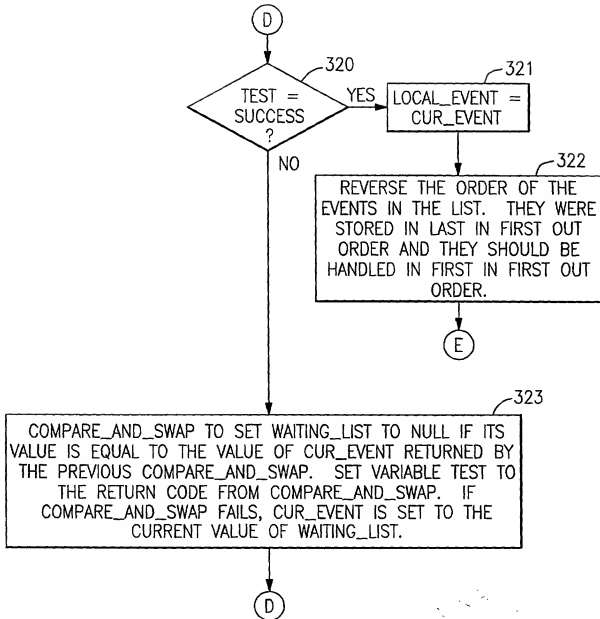 D
320
TEST =
SUCCESS
?
YES
NO
321
LOCAL_EVENT =
CUR_EVENT
322
REVERSE THE ORDER OF THE
EVENTS IN THE LIST. THEY WERE
STORED IN LAST IN FIRST OUT
ORDER AND THEY SHOULD BE
HANDLED IN FIRST IN FIRST OUT
ORDER.
E
323
COMPARE_AND_SWAP TO SET WAITING_LIST TO NULL IF ITS
VALUE IS EQUAL TO THE VALUE OF CUR_EVENT RETURNED BY
THE PREVIOUS COMPARE_AND_SWAP. SET VARIABLE TEST TO
THE RETURN CODE FROM COMPARE_AND_SWAP. IF
COMPARE_AND_SWAP FAILS, CUR_EVENT IS SET TO THE
CURRENT VALUE OF WAITING_LIST.
D